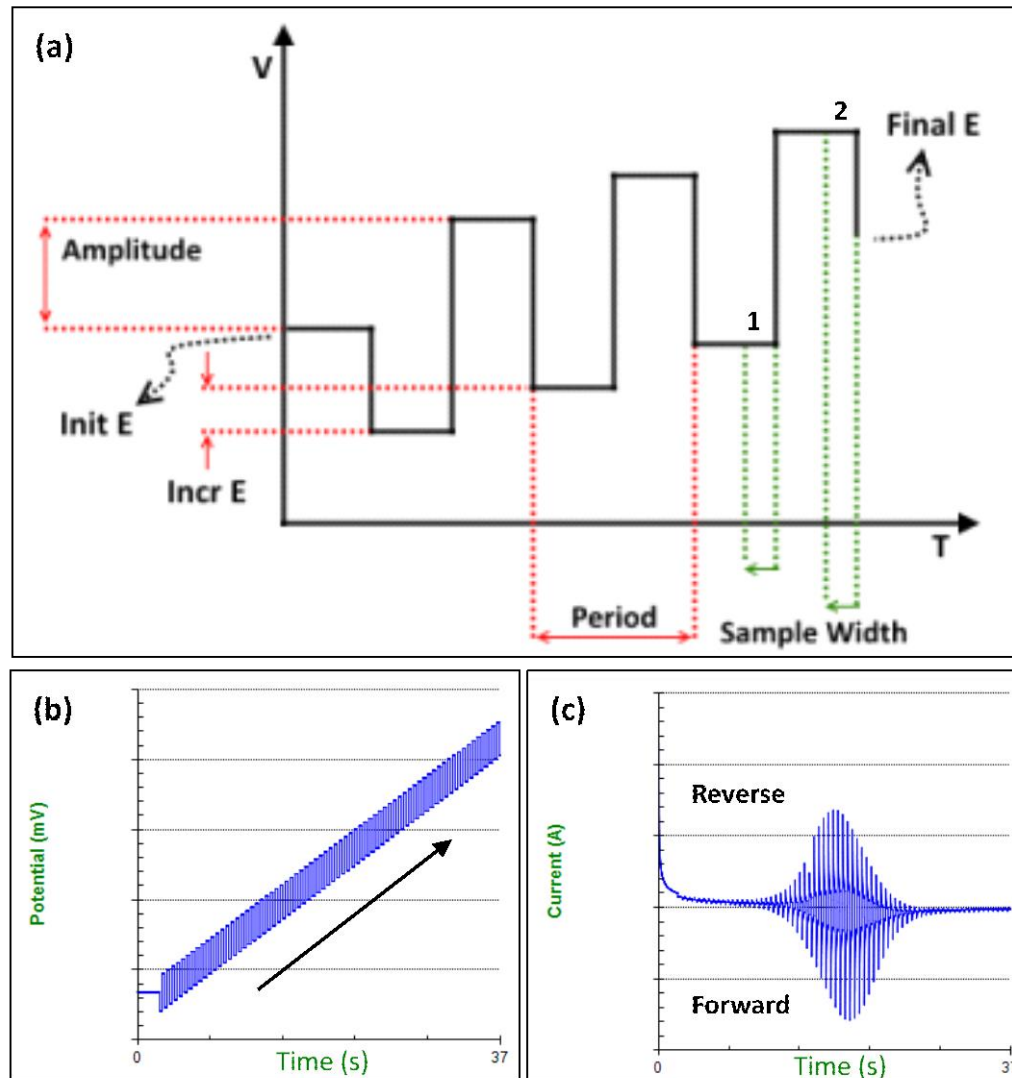 (a)
V
2
Final E
Amplitude
1
Init E
Incr E
T
Period
Sample Width
(b)
Potential (mV)
0
Time (s)
37
(c)
Reverse
Current (A)
Forward
0
Time (s)
37